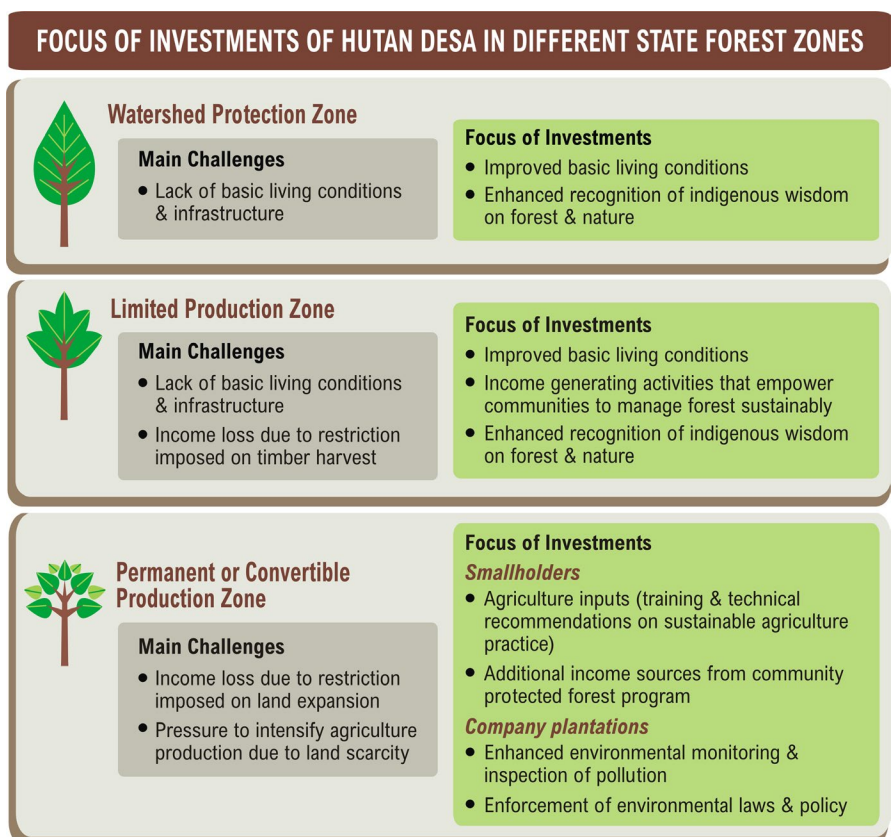 FOCUS OF INVESTMENTS OF HUTAN DESA IN DIFFERENT STATE FOREST ZONES
Watershed Protection Zone
Main Challenges
• Lack of basic living conditions
& infrastructure
Focus of Investments
• Improved basic living conditions
• Enhanced recognition of indigenous wisdom
on forest & nature
Limited Production Zone
Main Challenges
• Lack of basic living conditions
& infrastructure
• Income loss due to restriction
imposed on timber harvest
Focus of Investments
• Improved basic living conditions
• Income generating activities that empower
communities to manage forest sustainably
• Enhanced recognition of indigenous wisdom
on forest & nature
Permanent or Convertible
Production Zone
Main Challenges
• Income loss due to restriction
imposed on land expansion
• Pressure to intensify agriculture
production due to land scarcity
Focus of Investments
Smallholders
• Agriculture inputs (training & technical
recommendations on sustainable agriculture
practice)
• Additional income sources from community
protected forest program
Company plantations
• Enhanced environmental monitoring &
inspection of pollution
• Enforcement of environmental laws & policy